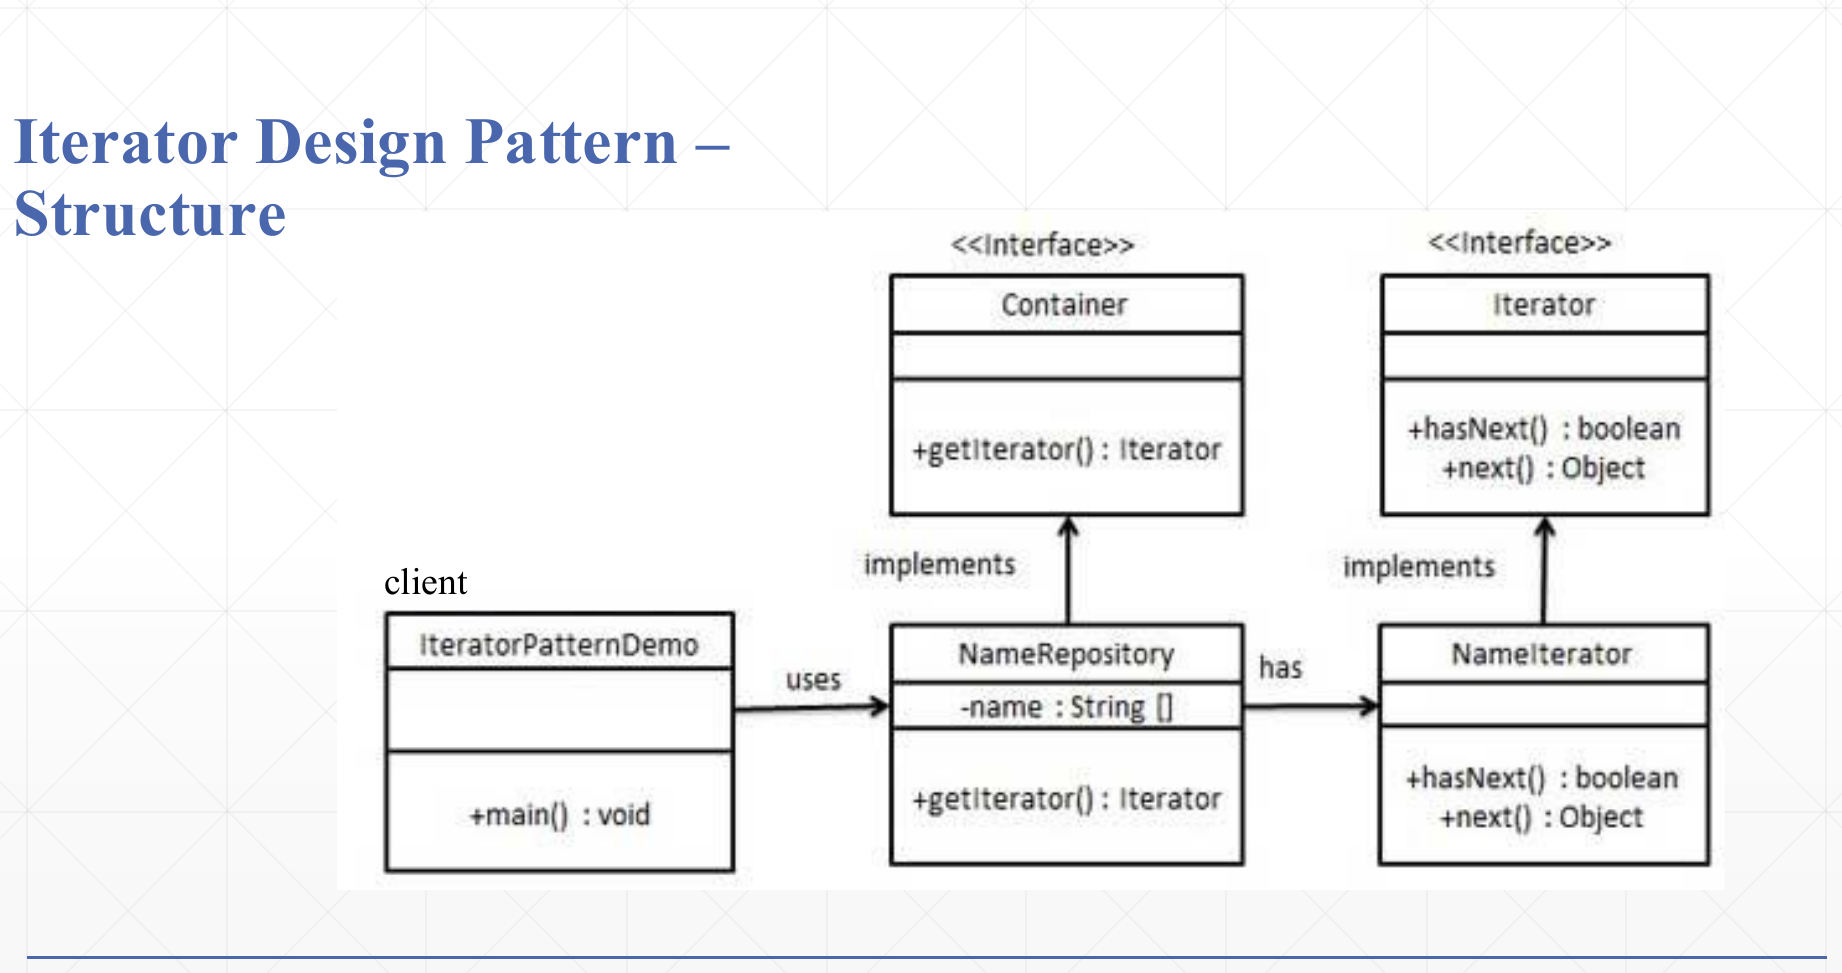 Iterator Design Pattern –
Structure
<<Interface>>
Container
+getIterator() : Iterator
<<Interface>>
Iterator
+hasNext() : boolean
+next() : Object
implements
implements
client
IteratorPatternDemo
+main() : void
uses
NameRepository
-name : String []
+getIterator() : Iterator
has
NameIterator
+hasNext() : boolean
+next() : Object